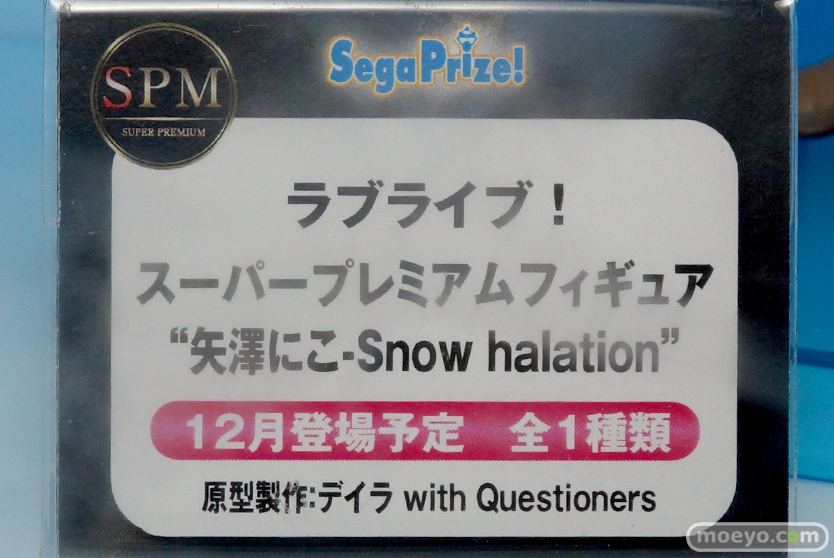 SPM
SUPER PREMIUM
SegaPrize!
ラブライブ！
スーパープレミアムフィギュア
“矢澤にこ-Snow halation”
12月登場予定　全1種類
原型製作:デイラ with Questioners
moeyo.com